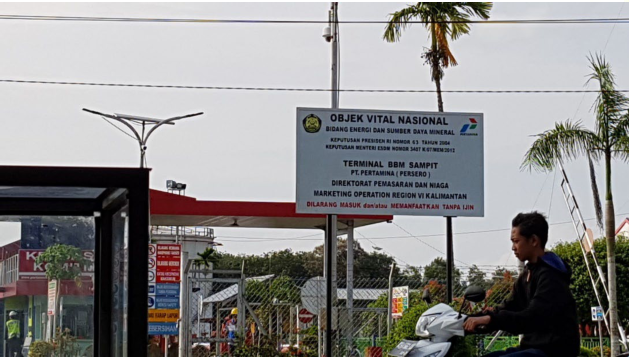 OBJEK VITAL NASIONAL
BIDANG ENERGI DAN SUMBER DAYA MINERAL
KEPUTUSAN PRESIDEN RI NOMOR 63 TAHUN 2004
KEPUTUSAN MENTERI ESDM NOMOR 3407 K/07/MEM/2012
TERMINAL BBM SAMPIT
PT. PERTAMINA ( PERSERO )
DIREKTORAT PEMASARAN DAN NIAGA
MARKETING OPERATION REGION VI KALIMANTAN
DILARANG MASUK dan/atau MEMANFAATKAN TANPA IJIN